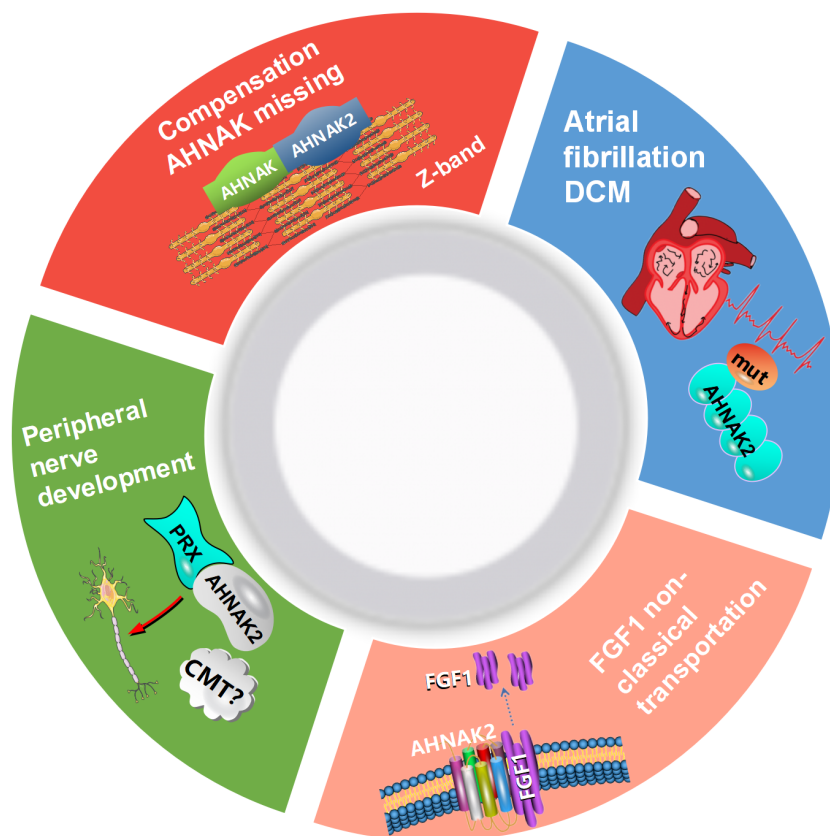 Compensation
AHNAK missing
AHNAK
AHNAK2
Z-band
Atrial
fibrillation
DCM
mut
AHNAK2
Peripheral
nerve
development
PRX
AHNAK2
CMT?
FGF1 non-
classical
transportation
FGF1
AHNAK2
FGF1